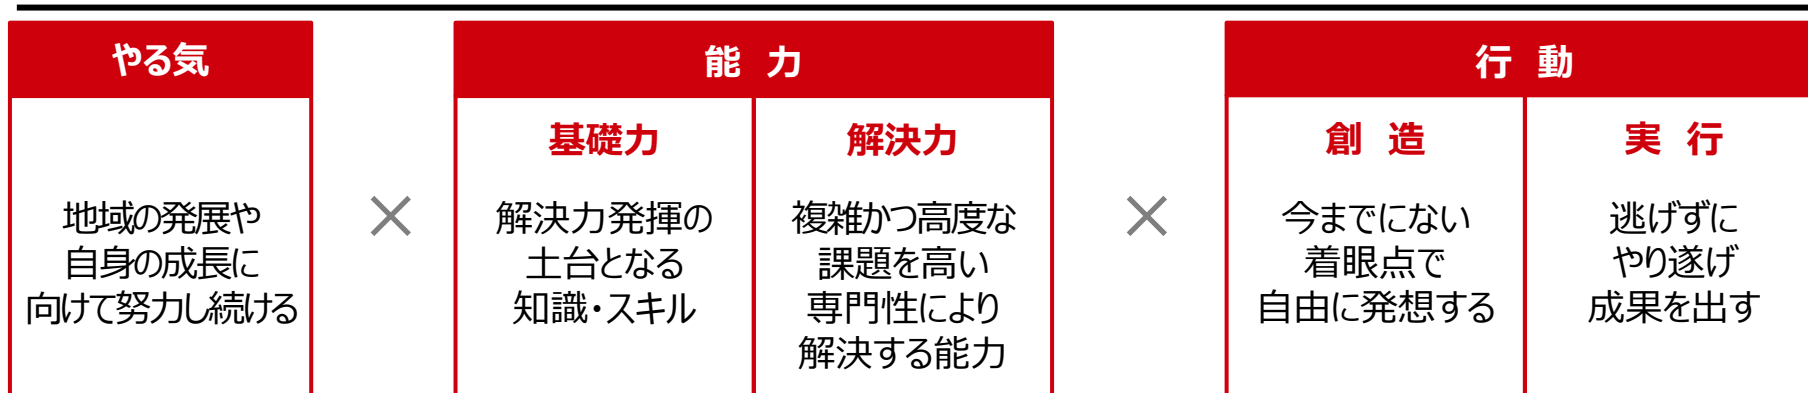 やる気
地域の発展や
自身の成長に
向けて努力し続ける
×
能 力
基礎力
解決力発揮の
土台となる
知識・スキル
解決力
複雑かつ高度な
課題を高い
専門性により
解決する能力
×
行 動
創 造
今までにない
着眼点で
自由に発想する
実 行
逃げずに
やり遂げ
成果を出す